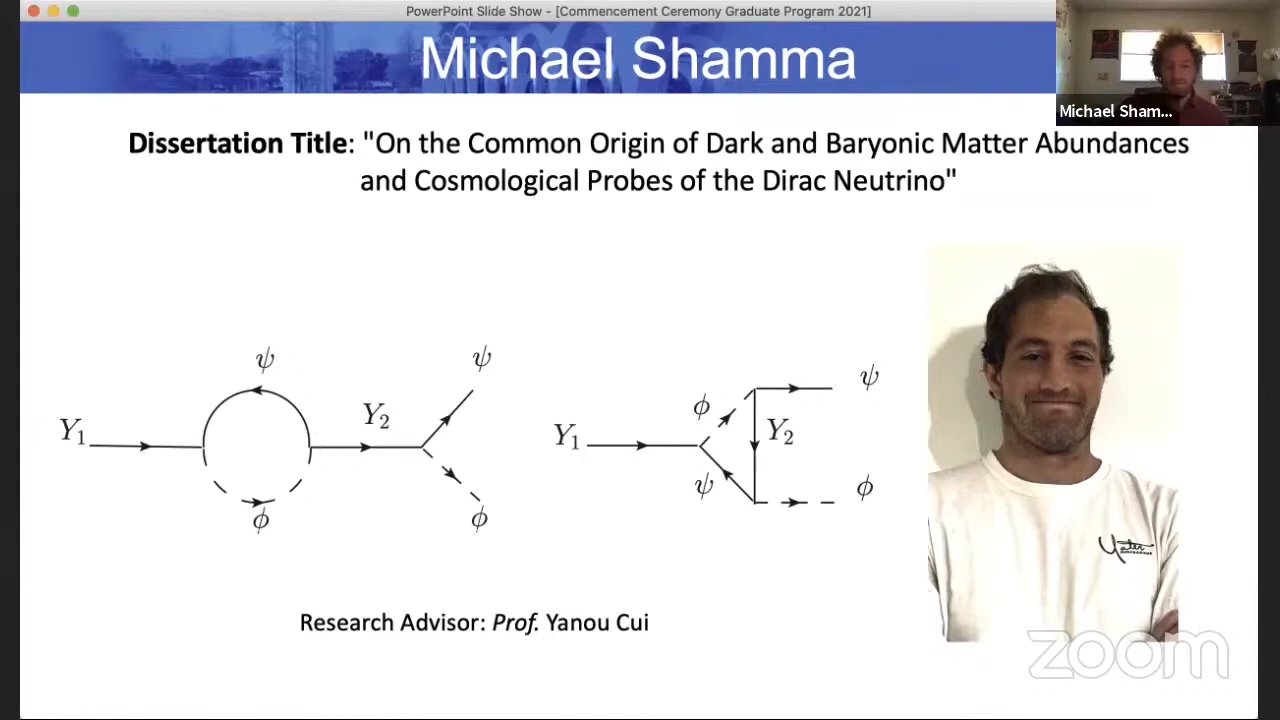 PowerPoint Slide Show - [Commencement Ceremony Graduate Program 2021]
Michael Shamma
Michael Sham...
Dissertation Title: "On the Common Origin of Dark and Baryonic Matter Abundances
and Cosmological Probes of the Dirac Neutrino"
ψ
ψ
Y₁
Y₂
ϕ
ϕ
ϕ
ψ
Y₁
Y₂
ψ
ϕ
Yater
Research Advisor: Prof. Yanou Cui
zoom